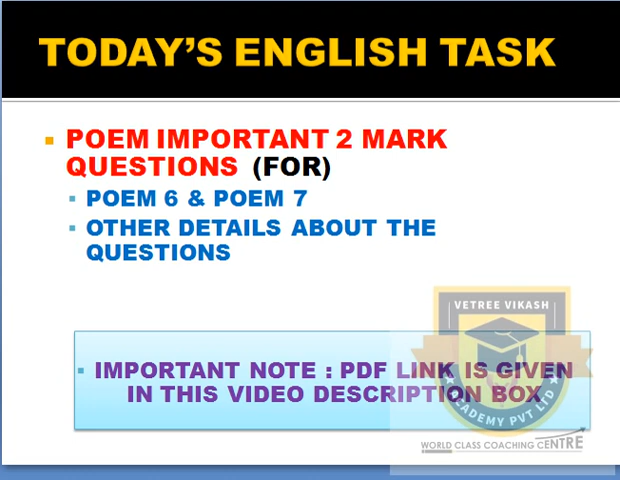 TODAY'S ENGLISH TASK
POEM IMPORTANT 2 MARK
QUESTIONS (FOR)
POEM 6 & POEM 7
OTHER DETAILS ABOUT THE
QUESTIONS
VETREE VIKASH
IMPORTANT NOTE : PDF LINK IS GIVEN
IN THIS VIDEO DESCRIPTION BOX
ACADEMY PVT LTD
WORLD CLASS COACHING CENTRE